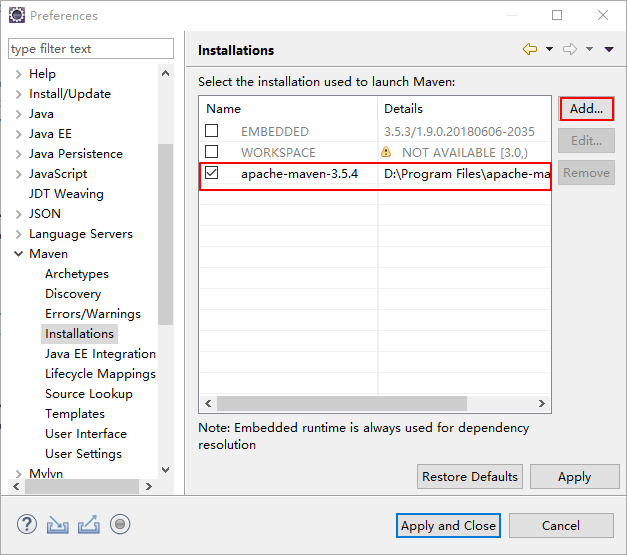 Preferences
type filter text
Help
Install/Update
Java
Java EE
Java Persistence
JavaScript
JDT Weaving
JSON
Language Servers
Maven
Archetypes
Discovery
Errors/Warnings
Installations
Java EE Integration
Lifecycle Mappings
Source Lookup
Templates
User Interface
User Settings
Mylyn
Installations
Select the installation used to launch Maven:
Name Details
EMBEDDED 3.5.3/1.9.0.20180606-2035
WORKSPACE NOT AVAILABLE [3.0,)
apache-maven-3.5.4 D:\Program Files\apache-ma
Add...
Edit...
Remove
Note: Embedded runtime is always used for dependency
resolution
Restore Defaults Apply
Apply and Close Cancel